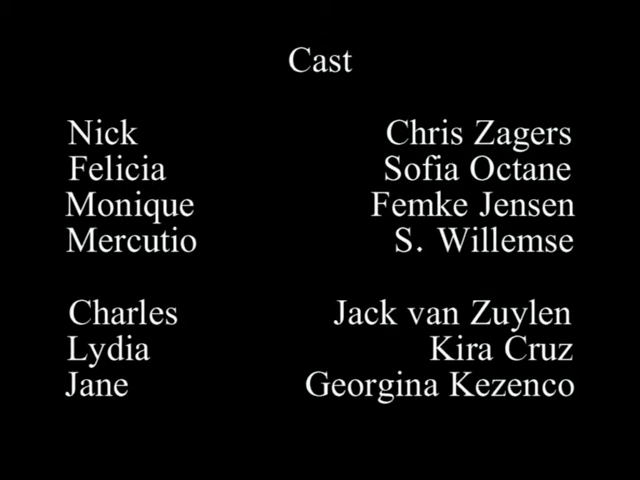 Cast
Nick Chris Zagers
Felicia Sofia Octane
Monique Femke Jensen
Mercutio S. Willemse
Charles Jack van Zuylen
Lydia Kira Cruz
Jane Georgina Kezenco